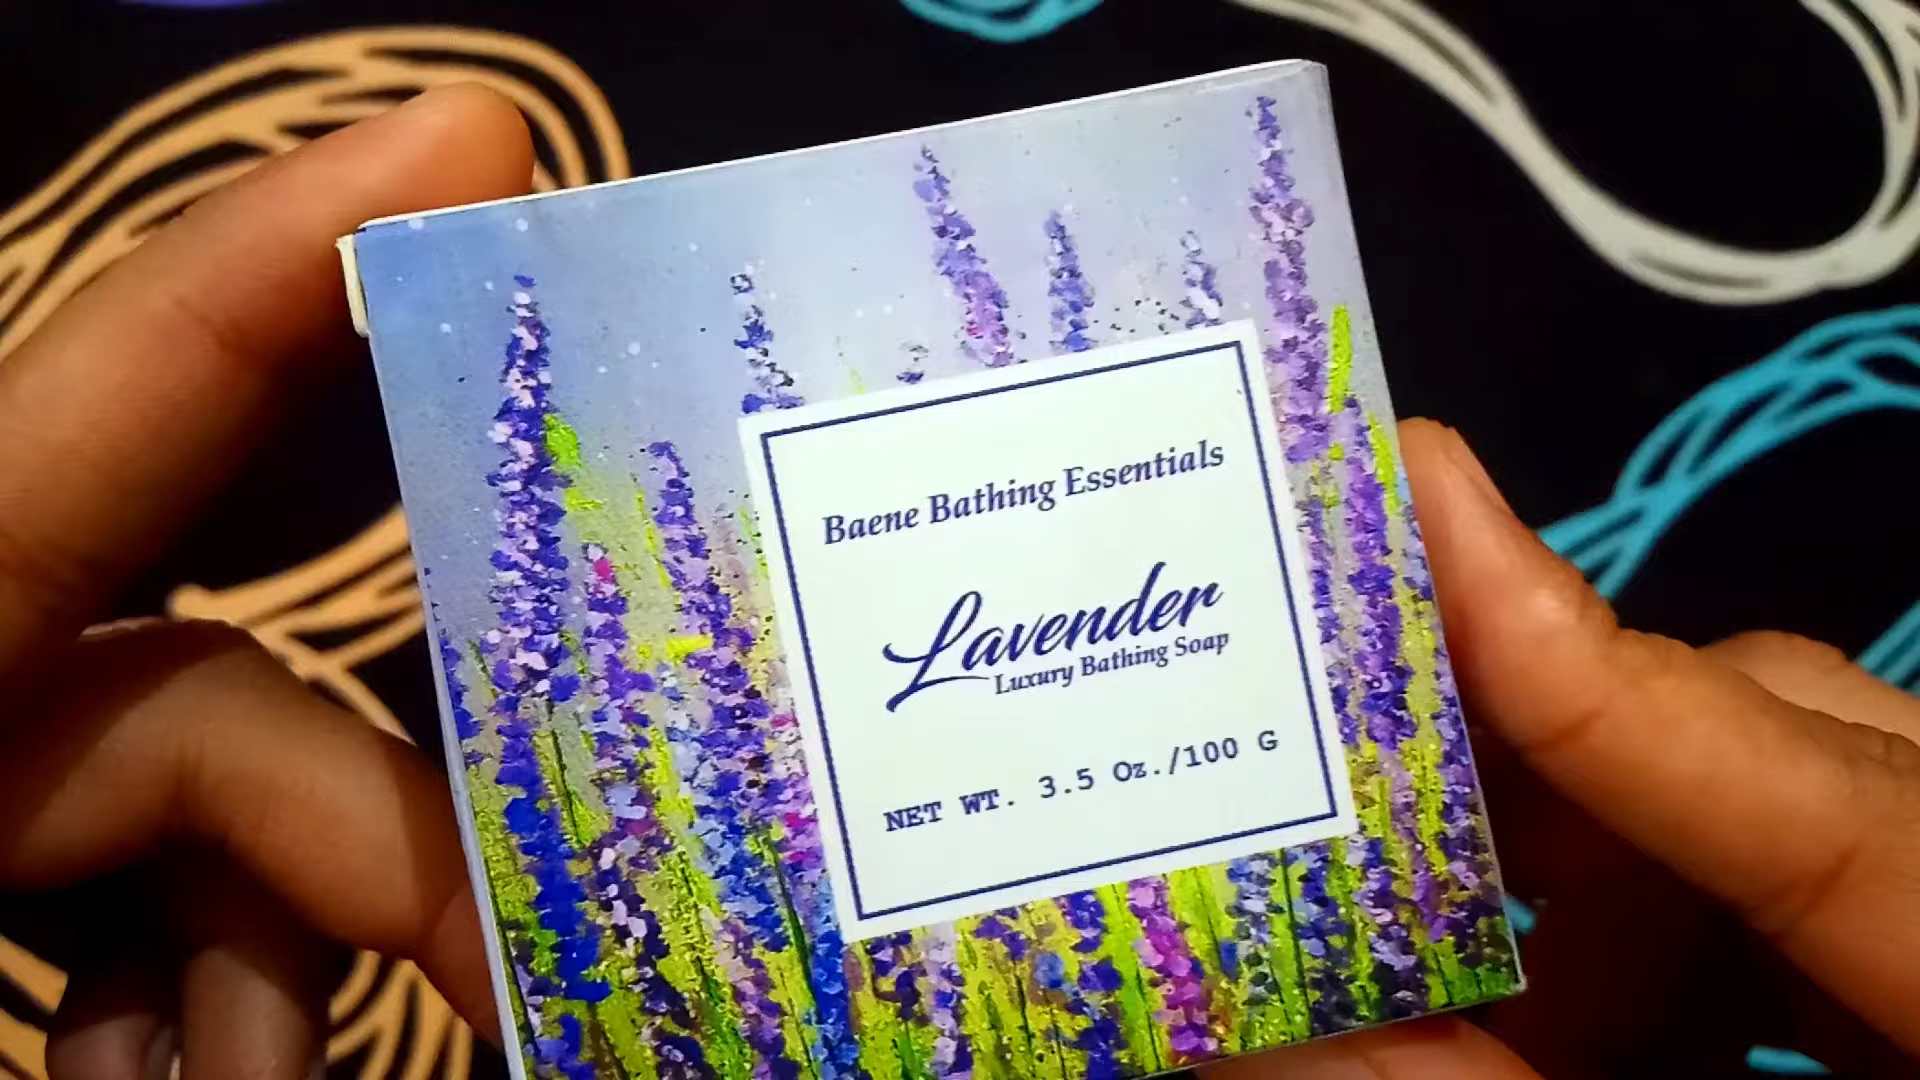 Baene Bathing Essentials
Lavender
Luxury Bathing Soap
NET WT. 3.5 Oz./100 G